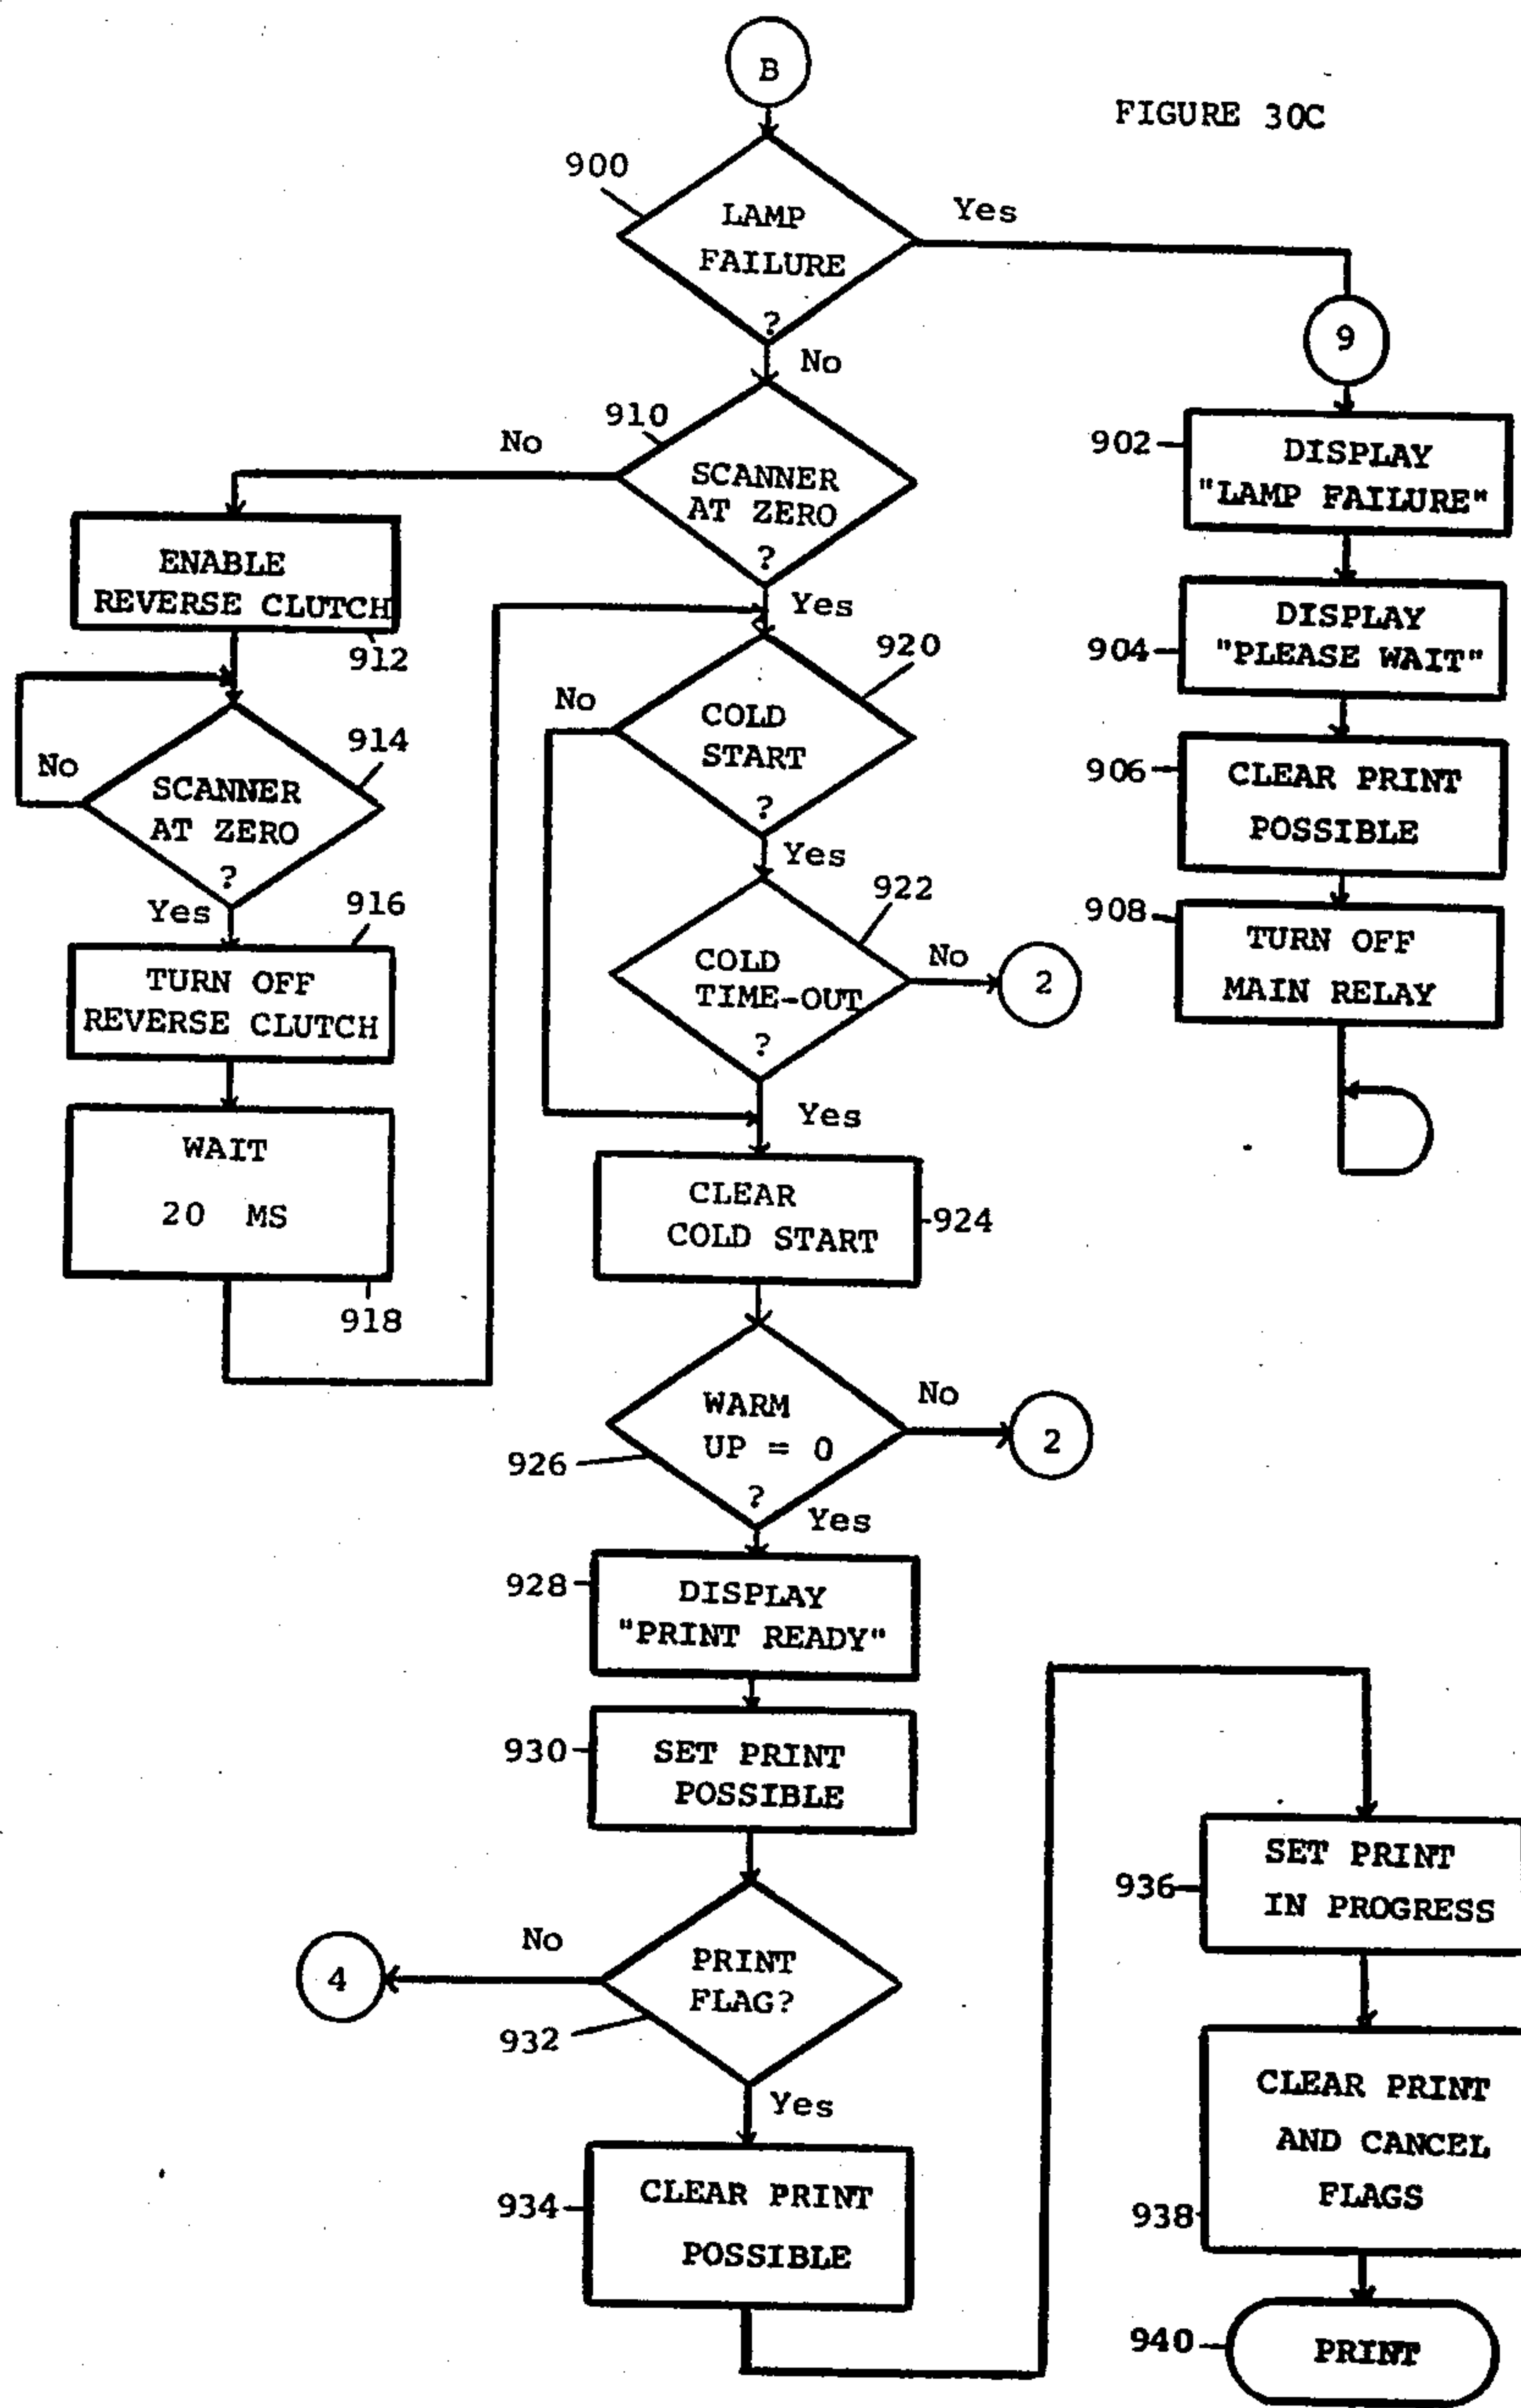 B
FIGURE 30C
900
LAMP
FAILURE
?
Yes
No
9
902
DISPLAY
"LAMP FAILURE"
904
DISPLAY
"PLEASE WAIT"
906
CLEAR PRINT
POSSIBLE
908
TURN OFF
MAIN RELAY
910
SCANNER
AT ZERO
?
No
Yes
ENABLE
REVERSE CLUTCH
912
914
SCANNER
AT ZERO
?
No
Yes
916
TURN OFF
REVERSE CLUTCH
WAIT
20 MS
918
920
COLD
START
?
No
Yes
922
COLD
TIME-OUT
?
No
2
Yes
CLEAR
COLD START
924
WARM
UP = 0
?
926
No
2
Yes
928
DISPLAY
"PRINT READY"
930
SET PRINT
POSSIBLE
PRINT
FLAG?
932
No
4
Yes
934
CLEAR PRINT
POSSIBLE
936
SET PRINT
IN PROGRESS
CLEAR PRINT
AND CANCEL
FLAGS
938
940
PRINT